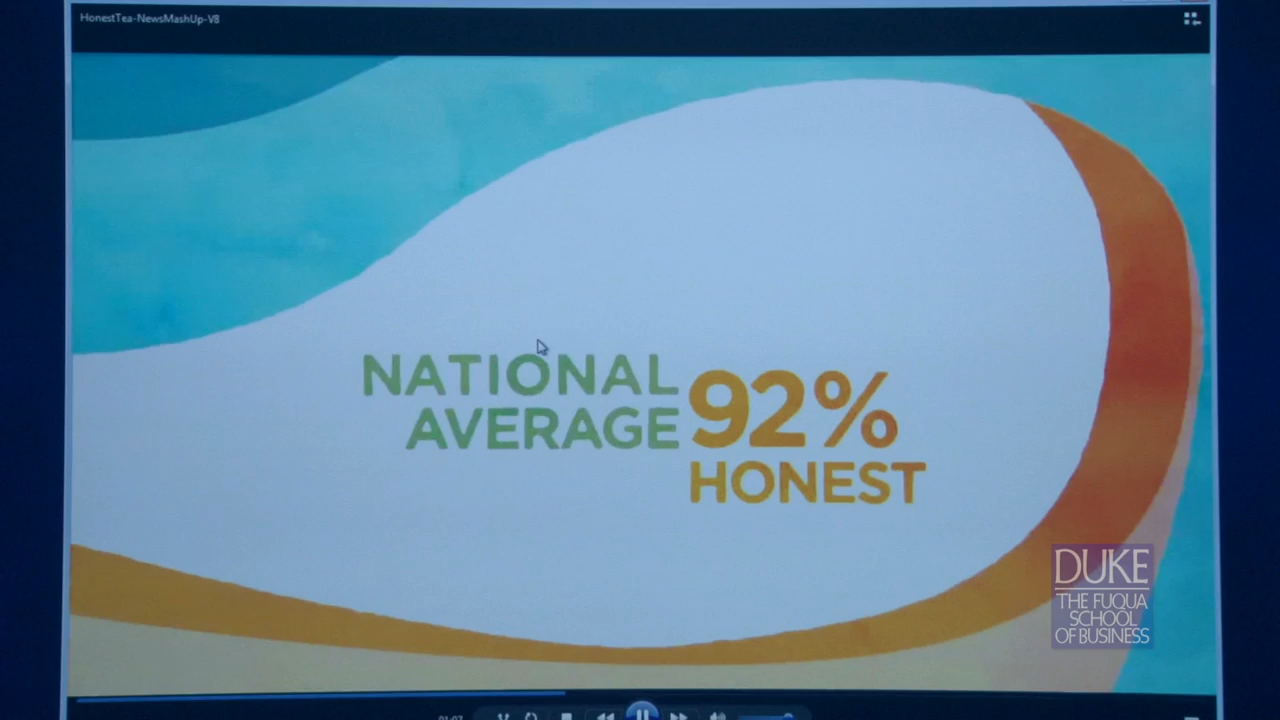 HonestTea-NewsMashUp-V8
NATIONAL
AVERAGE
92%
HONEST
DUKE
THE FUQUA
SCHOOL
OF BUSINESS